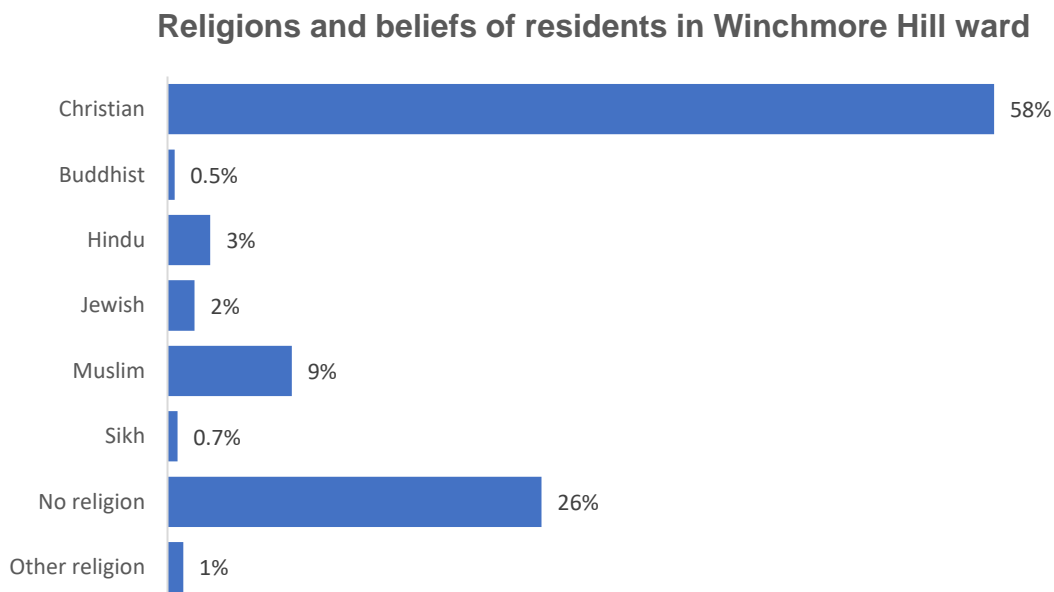 Religions and beliefs of residents in Winchmore Hill ward
Christian 58%
Buddhist 0.5%
Hindu 3%
Jewish 2%
Muslim 9%
Sikh 0.7%
No religion 26%
Other religion 1%